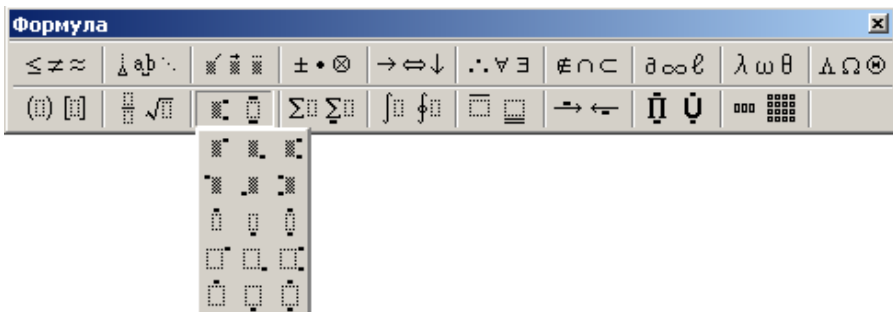 Формула
≤ ≠ ≈ ⁝ a b ⋱ ± • ⊗ → ⇔ ↓ ∴ ∀ ∃ ∉ ∩ ⊂ ∂ ∞ ℓ λ ω θ Λ Ω Θ
(▯) [▯] √▯ Σ▯ Σ▯ ∫▯ ∮▯ → ← Π̣̇ Ụ̇